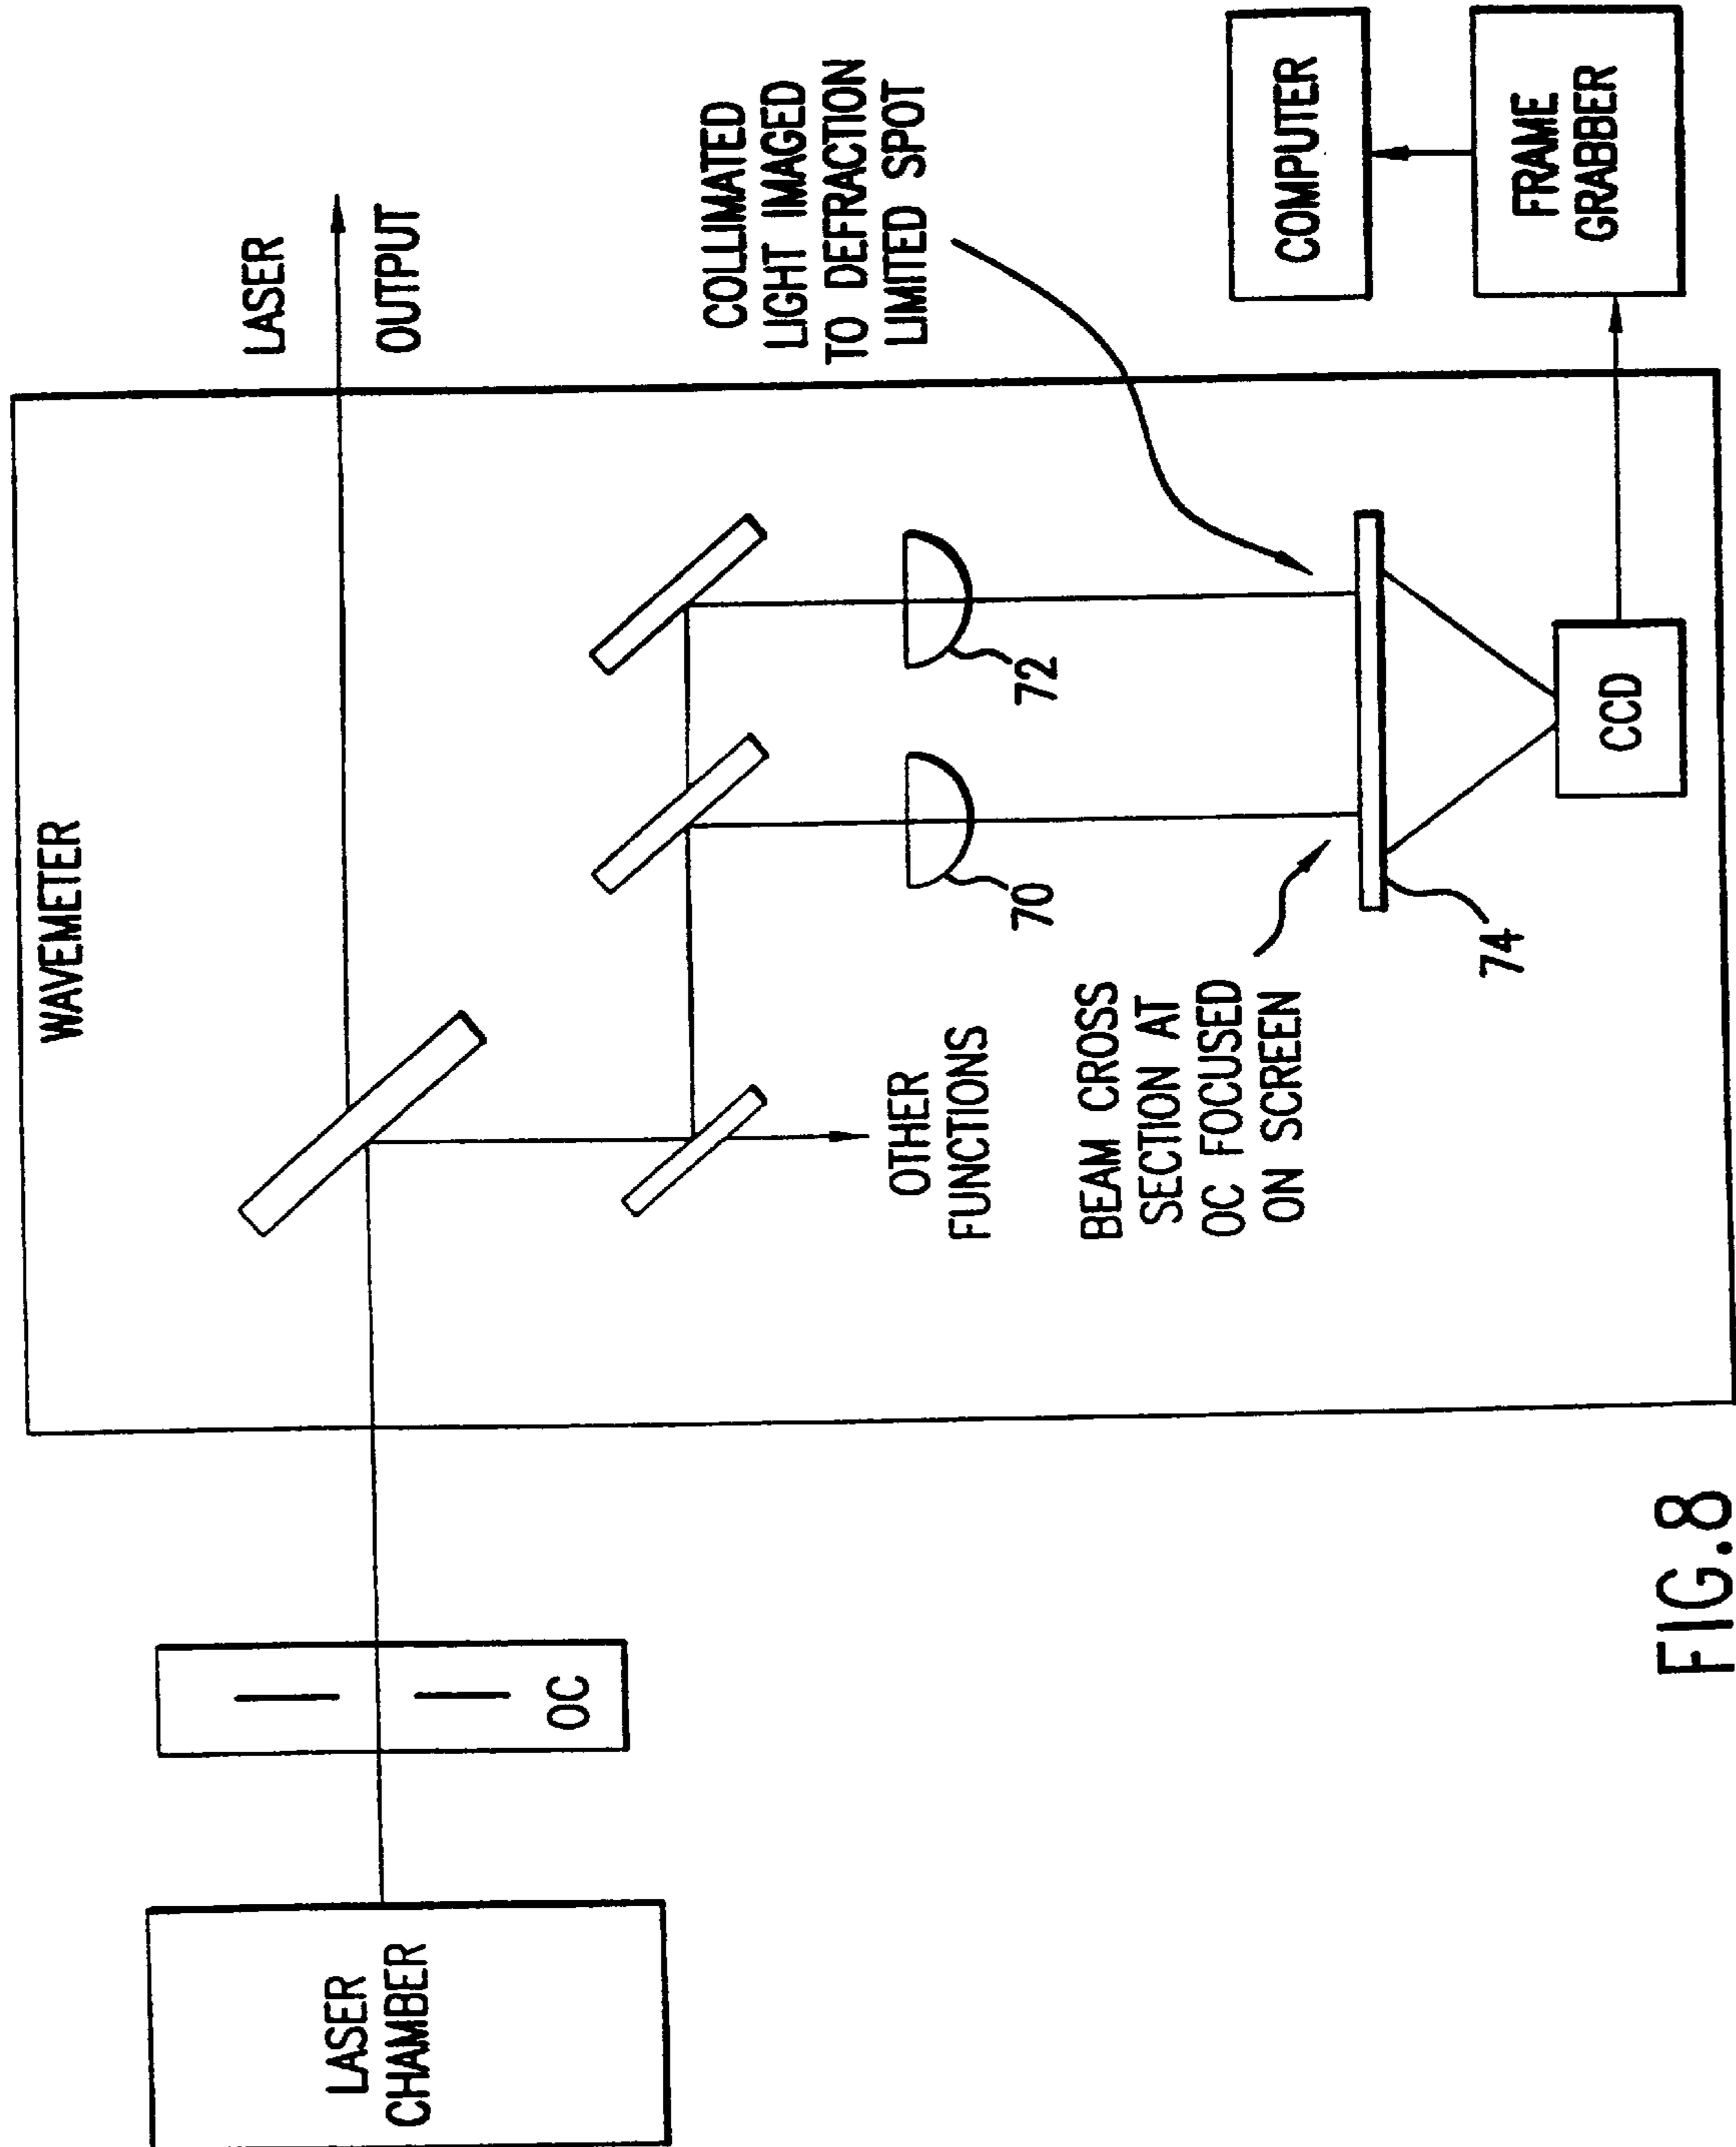 WAVEMETER
LASER
OUTPUT
COLLIMATED
LIGHT IMAGED
TO DEFRACTION
LIMITED SPOT
LASER
CHAMBER
OC
OTHER
FUNCTIONS
70
72
BEAM CROSS
SECTION AT
OC FOCUSED
ON SCREEN
74
CCD
COMPUTER
FRAME
GRABBER
FIG.8